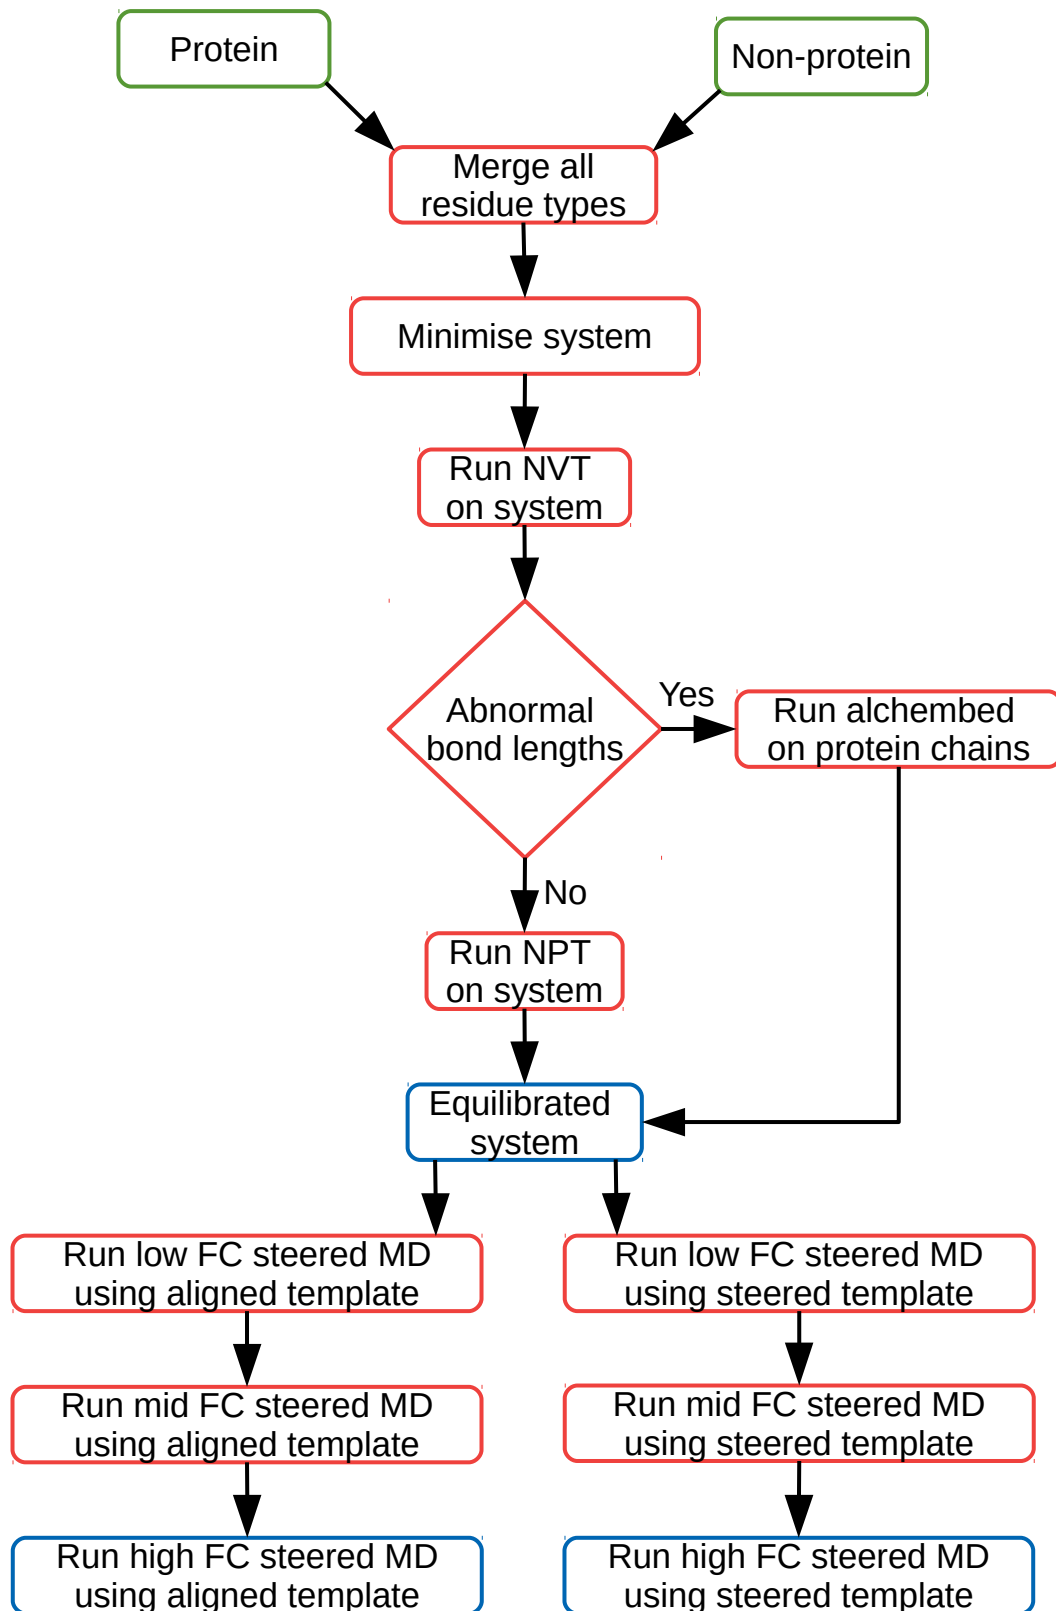 Protein
Non-protein
Merge all
residue types
Minimise system
Run NVT
on system
Abnormal
bond lengths
Yes
Run alchembed
on protein chains
No
Run NPT
on system
Equilibrated
system
Run low FC steered MD
using aligned template
Run low FC steered MD
using steered template
Run mid FC steered MD
using aligned template
Run mid FC steered MD
using steered template
Run high FC steered MD
using aligned template
Run high FC steered MD
using steered template